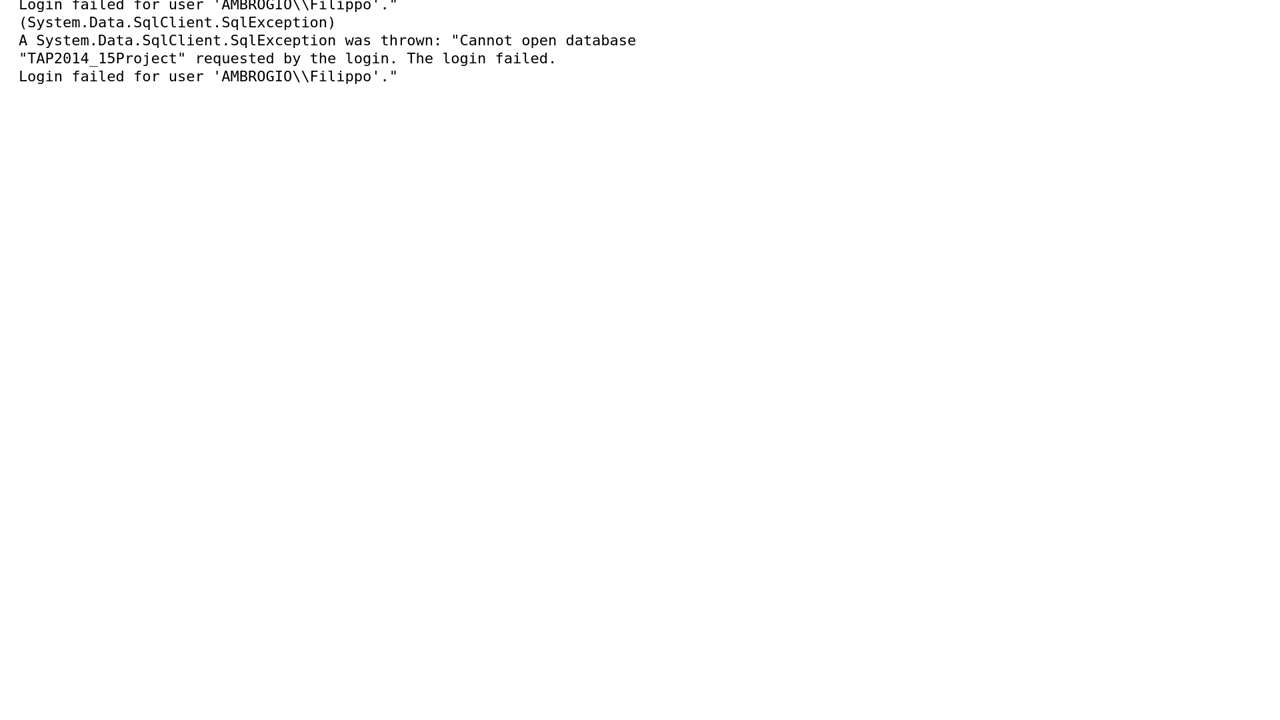 Login failed for user 'AMBROGIO\\Filippo'."
(System.Data.SqlClient.SqlException)
A System.Data.SqlClient.SqlException was thrown: "Cannot open database
"TAP2014_15Project" requested by the login. The login failed.
Login failed for user 'AMBROGIO\\Filippo'."